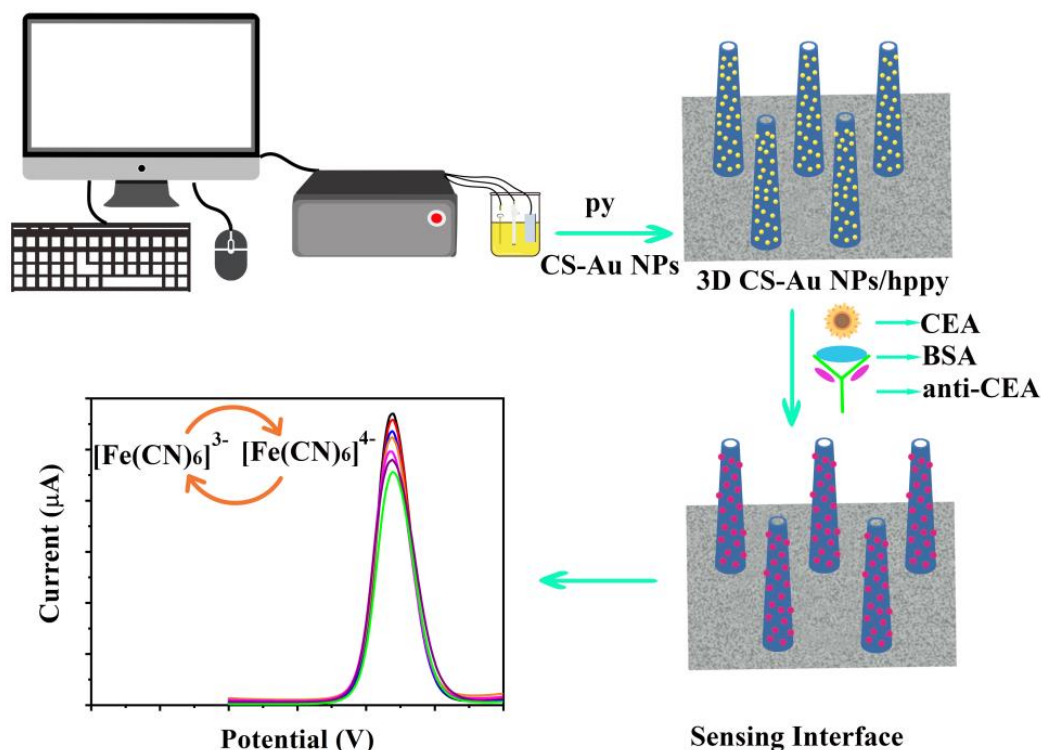 py
CS-Au NPs
3D CS-Au NPs/hppy
CEA
BSA
anti-CEA
[Fe(CN)₆]³⁻ [Fe(CN)₆]⁴⁻
Current (μA)
Potential (V)
Sensing Interface